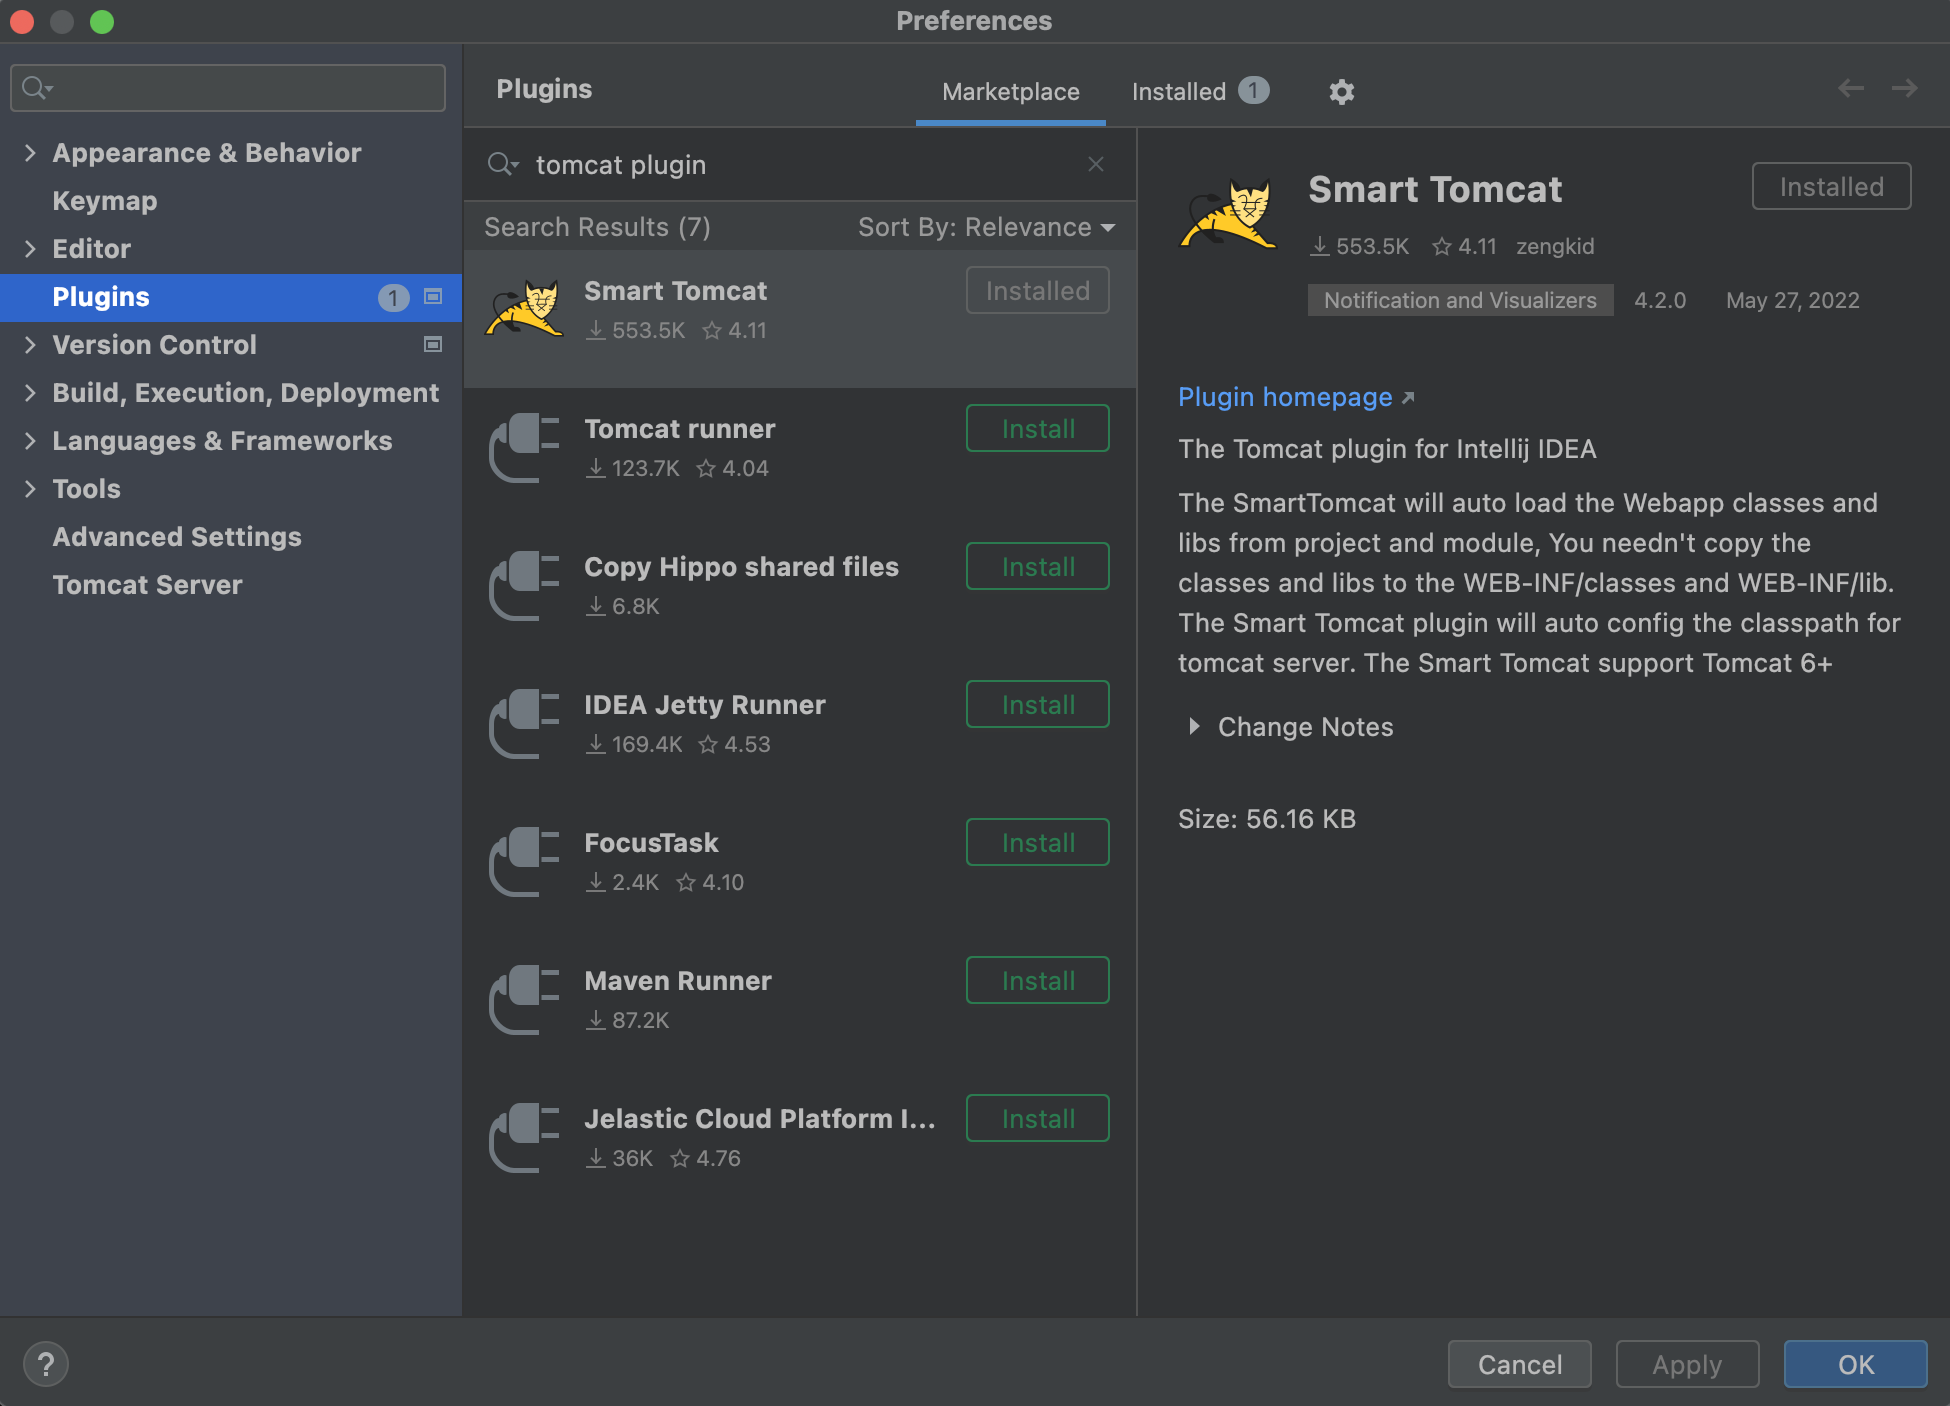 Preferences
Appearance & Behavior
Keymap
Editor
Plugins 1
Version Control
Build, Execution, Deployment
Languages & Frameworks
Tools
Advanced Settings
Tomcat Server
Plugins
Marketplace
Installed 1
tomcat plugin
Search Results (7) Sort By: Relevance
Smart Tomcat Installed
553.5K 4.11
Tomcat runner Install
123.7K 4.04
Copy Hippo shared files Install
6.8K
IDEA Jetty Runner Install
169.4K 4.53
FocusTask Install
2.4K 4.10
Maven Runner Install
87.2K
Jelastic Cloud Platform I... Install
36K 4.76
Smart Tomcat Installed
553.5K 4.11 zengkid
Notification and Visualizers 4.2.0 May 27, 2022
Plugin homepage
The Tomcat plugin for Intellij IDEA
The SmartTomcat will auto load the Webapp classes and
libs from project and module, You needn't copy the
classes and libs to the WEB-INF/classes and WEB-INF/lib.
The Smart Tomcat plugin will auto config the classpath for
tomcat server. The Smart Tomcat support Tomcat 6+
Change Notes
Size: 56.16 KB
?
Cancel
Apply
OK